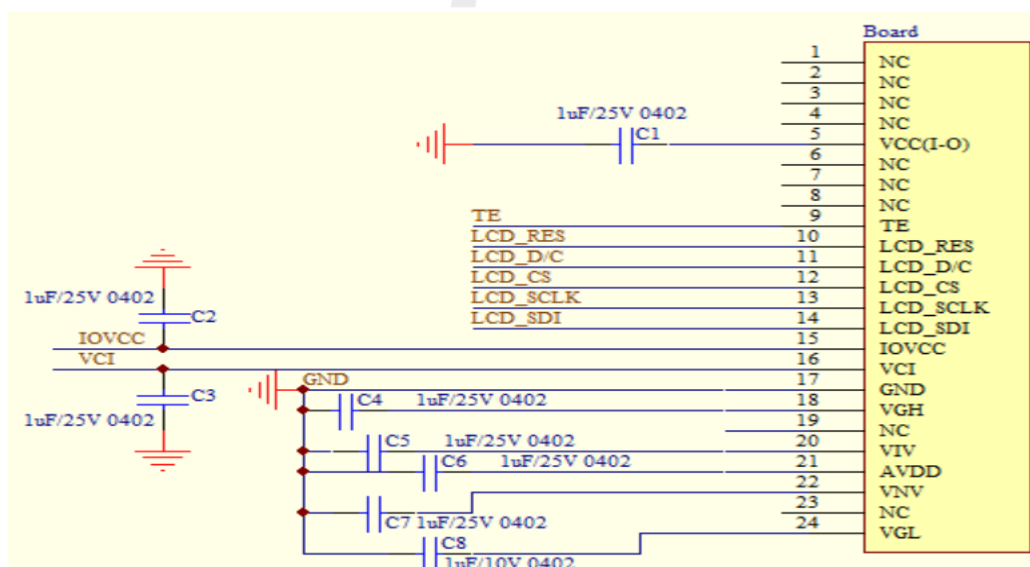 Board
1 NC
2 NC
3 NC
4 NC
1uF/25V 0402
C1
5 VCC(I-O)
6 NC
7 NC
8 NC
TE 9 TE
LCD_RES 10 LCD_RES
LCD_D/C 11 LCD_D/C
LCD_CS 12 LCD_CS
LCD_SCLK 13 LCD_SCLK
LCD_SDI 14 LCD_SDI
1uF/25V 0402
C2
IOVCC 15 IOVCC
VCI 16 VCI
C3
1uF/25V 0402
GND 17 GND
C4 1uF/25V 0402 18 VGH
19 NC
C5 1uF/25V 0402 20 VIV
C6 1uF/25V 0402 21 AVDD
22 VNV
C7 1uF/25V 0402 23 NC
24 VGL
C8
1uF/10V 0402